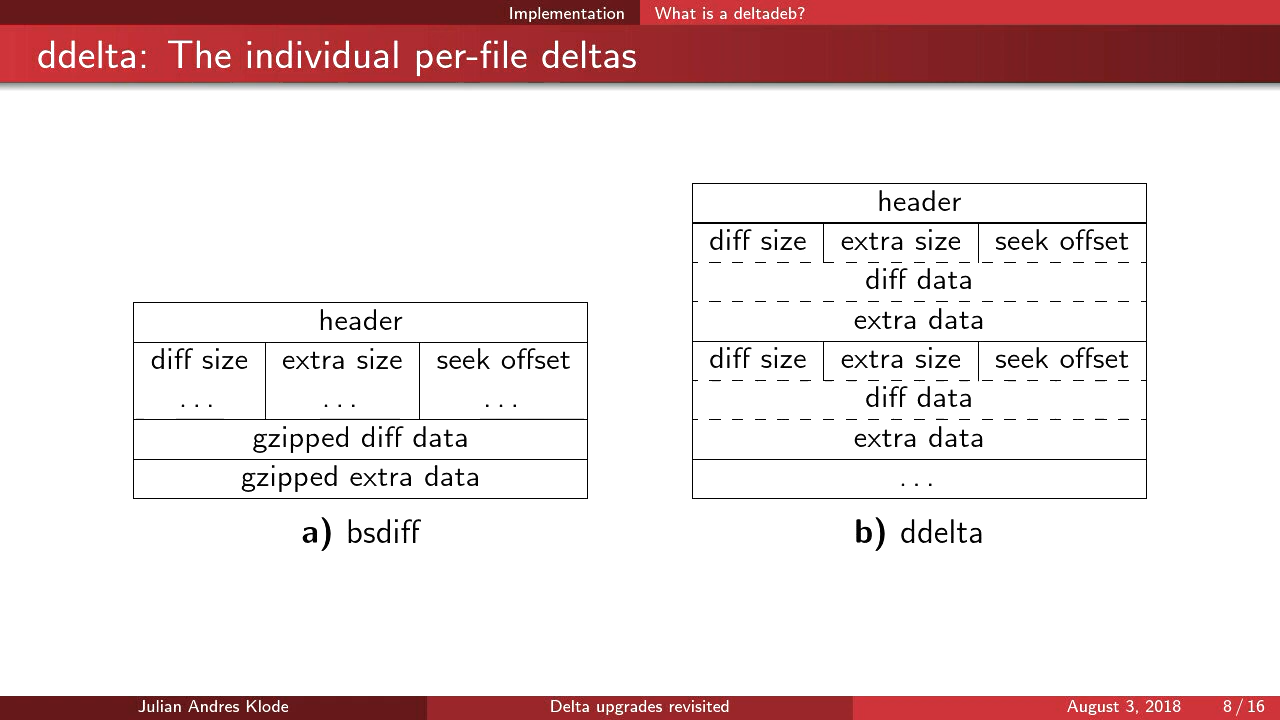 Implementation What is a deltadeb?
ddelta: The individual per-file deltas
header
diff size extra size seek offset
... ... ...
gzipped diff data
gzipped extra data
a) bsdiff
header
diff size extra size seek offset
diff data
extra data
diff size extra size seek offset
diff data
extra data
...
b) ddelta
Julian Andres Klode Delta upgrades revisited August 3, 2018 8 / 16